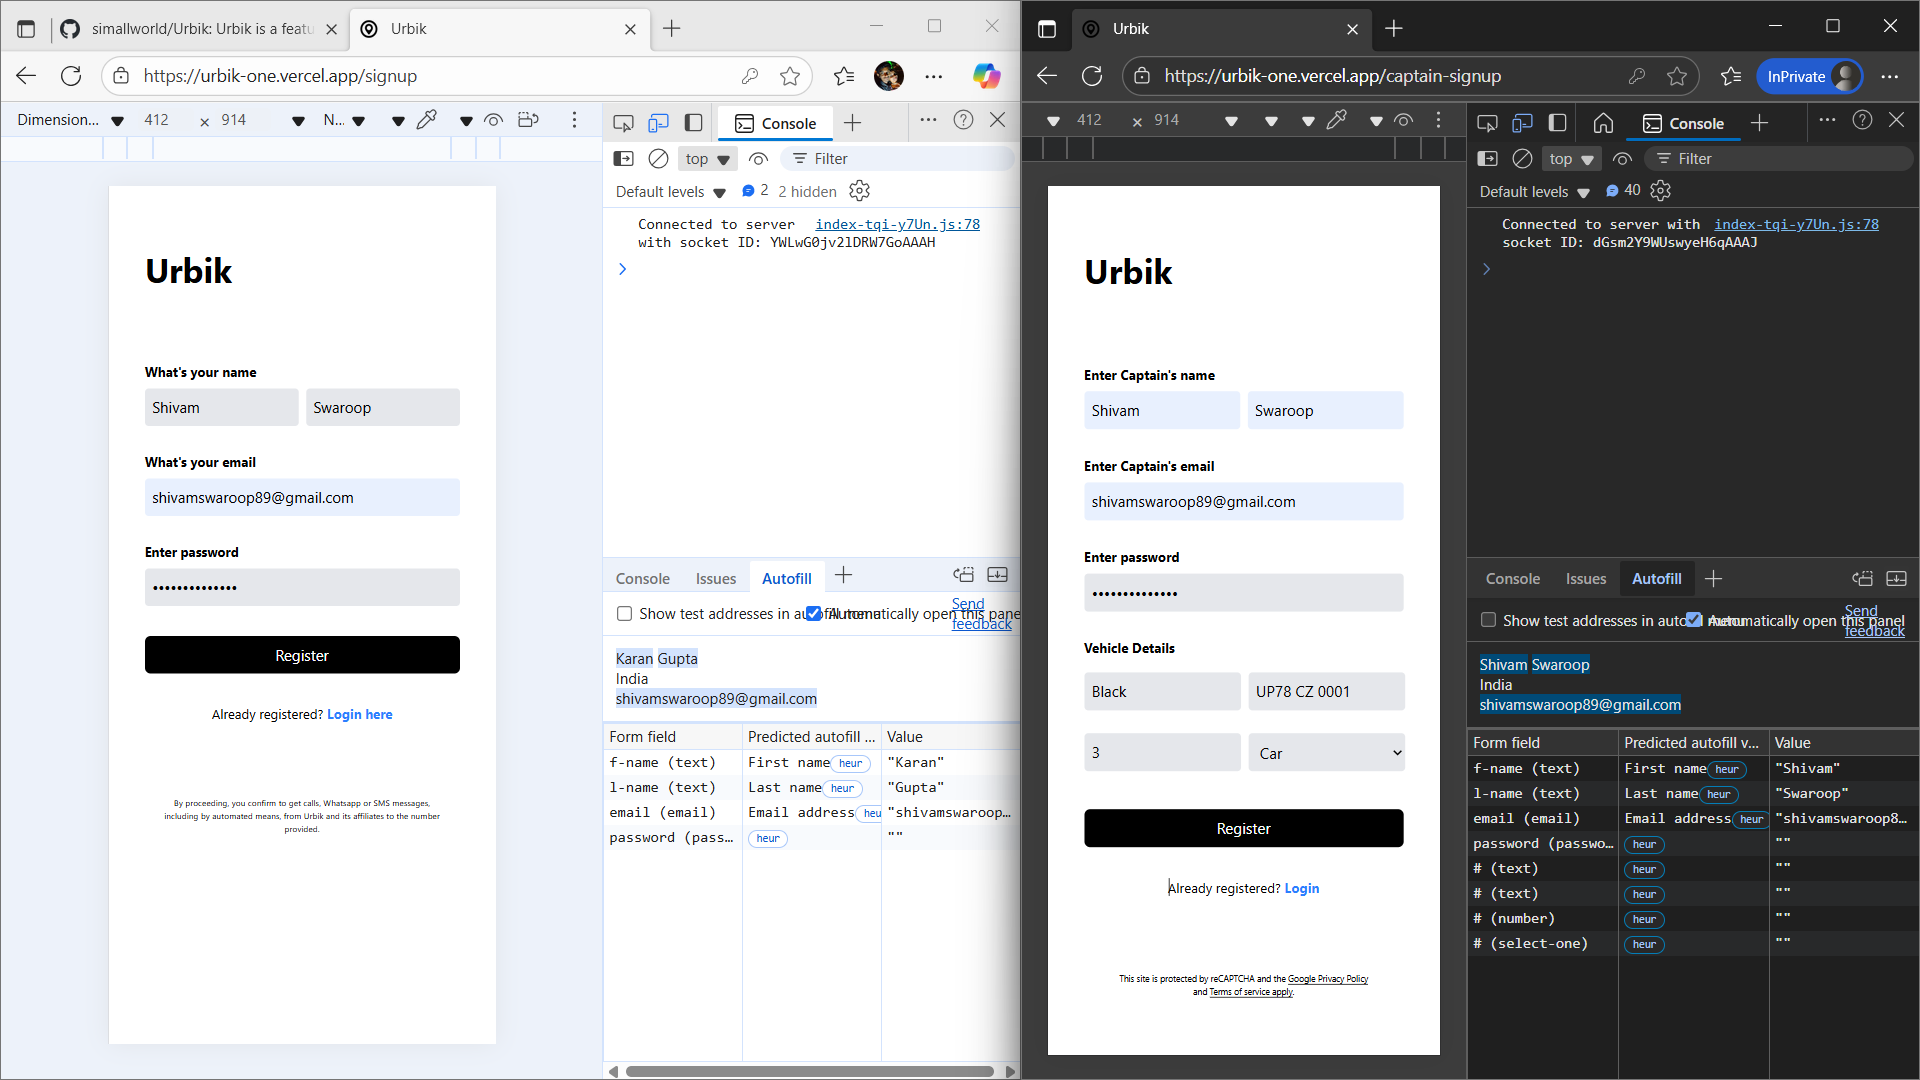 simallworld/Urbik: Urbik is a featu
Urbik
https://urbik-one.vercel.app/signup
Dimension... 412 × 914 N...
Console
top Filter
Default levels 2 2 hidden
Connected to server index-tqi-y7Un.js:78
with socket ID: YWLwG0jv2lDRW7GoAAAH
Urbik
What's your name
Shivam Swaroop
What's your email
shivamswaroop89@gmail.com
Enter password
••••••••••••••
Register
Already registered? Login here
By proceeding, you confirm to get calls, Whatsapp or SMS messages,
including by automated means, from Urbik and its affiliates to the number
provided.
Console Issues Autofill
Show test addresses in autofill menu Automatically open this pane
Send
feedback
Karan Gupta
India
shivamswaroop89@gmail.com
Form field Predicted autofill ... Value
f-name (text) First name heur "Karan"
l-name (text) Last name heur "Gupta"
email (email) Email address heu "shivamswaroop...
password (pass... heur ""
Urbik
https://urbik-one.vercel.app/captain-signup
InPrivate
412 × 914
Console
top Filter
Default levels 40
Connected to server with index-tqi-y7Un.js:78
socket ID: dGsm2Y9WUswyeH6qAAAJ
Urbik
Enter Captain's name
Shivam Swaroop
Enter Captain's email
shivamswaroop89@gmail.com
Enter password
••••••••••••••
Vehicle Details
Black UP78 CZ 0001
3 Car
Register
Already registered? Login
This site is protected by reCAPTCHA and the Google Privacy Policy
and Terms of service apply.
Console Issues Autofill
Show test addresses in autofill menu Automatically open this panel
Send
feedback
Shivam Swaroop
India
shivamswaroop89@gmail.com
Form field Predicted autofill v... Value
f-name (text) First name heur "Shivam"
l-name (text) Last name heur "Swaroop"
email (email) Email address heur "shivamswaroop8...
password (passwo... heur ""
# (text) heur ""
# (text) heur ""
# (number) heur ""
# (select-one) heur ""